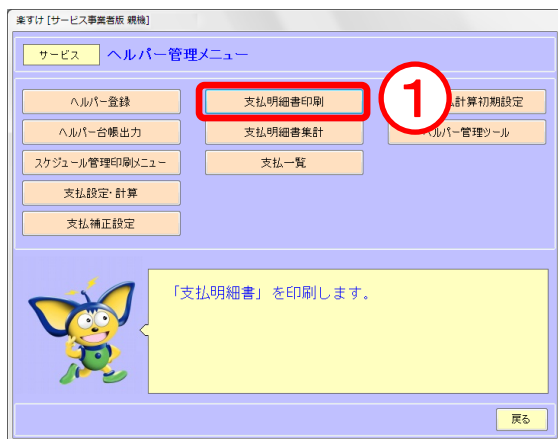 楽すけ [サービス事業者版 親機]
サービス ヘルパー管理メニュー
ヘルパー登録 支払明細書印刷 ① 計算初期設定
ヘルパー台帳出力 支払明細書集計 ヘルパー管理ツール
スケジュール管理印刷メニュー 支払一覧
支払設定・計算
支払補正設定
「支払明細書」を印刷します。
戻る